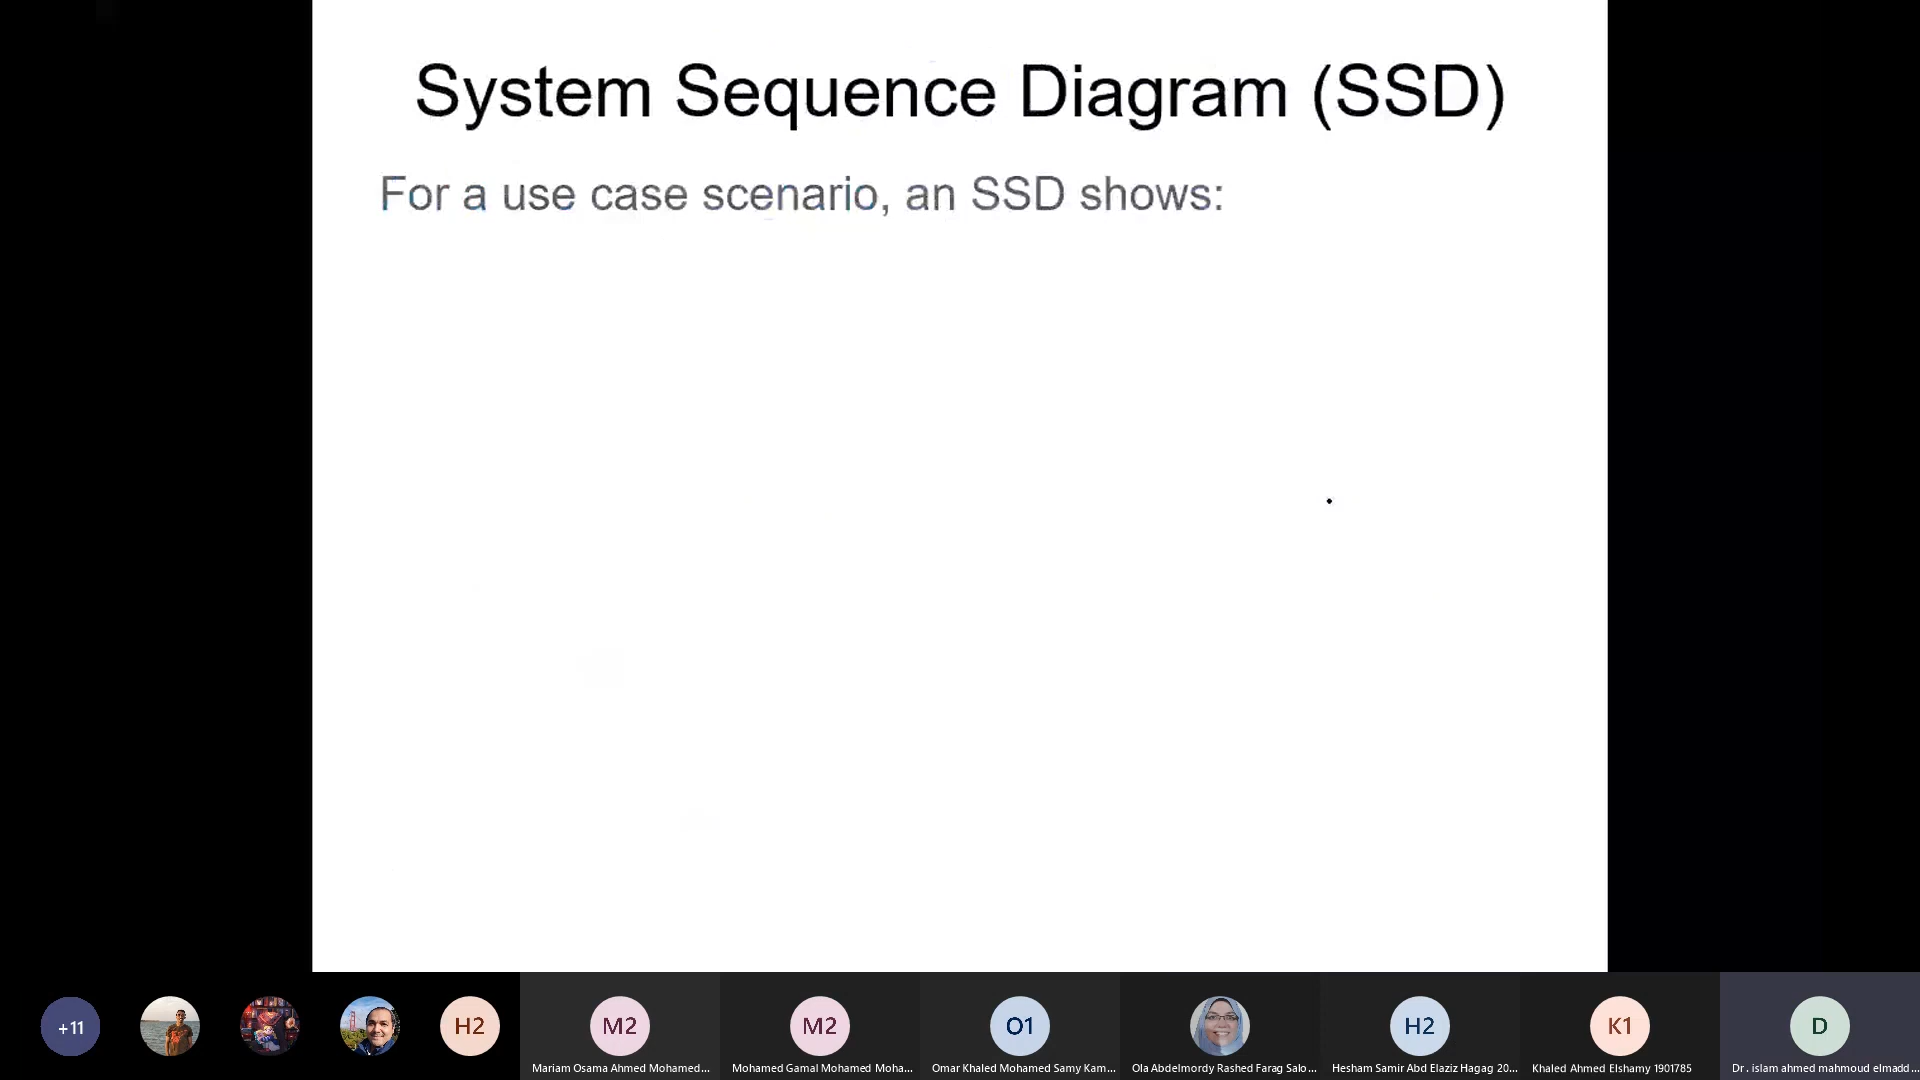 System Sequence Diagram (SSD)
For a use case scenario, an SSD shows:
+11
H2
M2
M2
O1
H2
K1
D
Mariam Osama Ahmed Mohamed...
Mohamed Gamal Mohamed Moha...
Omar Khaled Mohamed Samy Kam...
Ola Abdelmordy Rashed Farag Salo...
Hesham Samir Abd Elaziz Hagag 20...
Khaled Ahmed Elshamy 1901785
Dr. islam ahmed mahmoud elmadd...